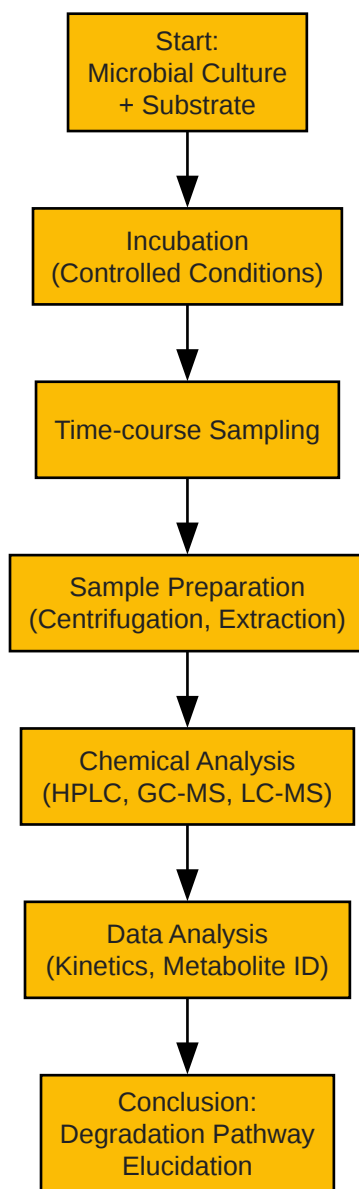 Start:
Microbial Culture
+ Substrate
Incubation
(Controlled Conditions)
Time-course Sampling
Sample Preparation
(Centrifugation, Extraction)
Chemical Analysis
(HPLC, GC-MS, LC-MS)
Data Analysis
(Kinetics, Metabolite ID)
Conclusion:
Degradation Pathway
Elucidation